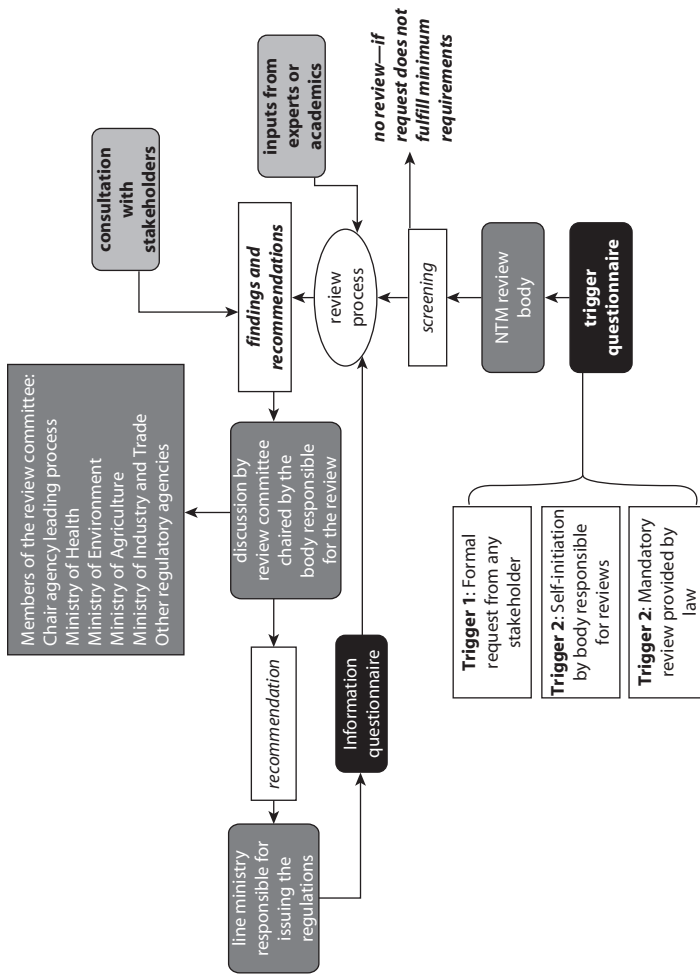 Members of the review committee:
Chair agency leading process
Ministry of Health
Ministry of Environment
Ministry of Agriculture
Ministry of Industry and Trade
Other regulatory agencies
consultation
with
stakeholders
line ministry
responsible for
issuing the
regulations
recommendation
discussion by
review committee
chaired by the
body responsible
for the review
findings and
recommendations
inputs from
experts or
academics
Information
questionnaire
review
process
screening
no review—if
request does not
fulfill minimum
requirements
NTM review
body
trigger
questionnaire
Trigger 1: Formal
request from any
stakeholder
Trigger 2: Self-initiation
by body responsible
for reviews
Trigger 2: Mandatory
review provided by
law